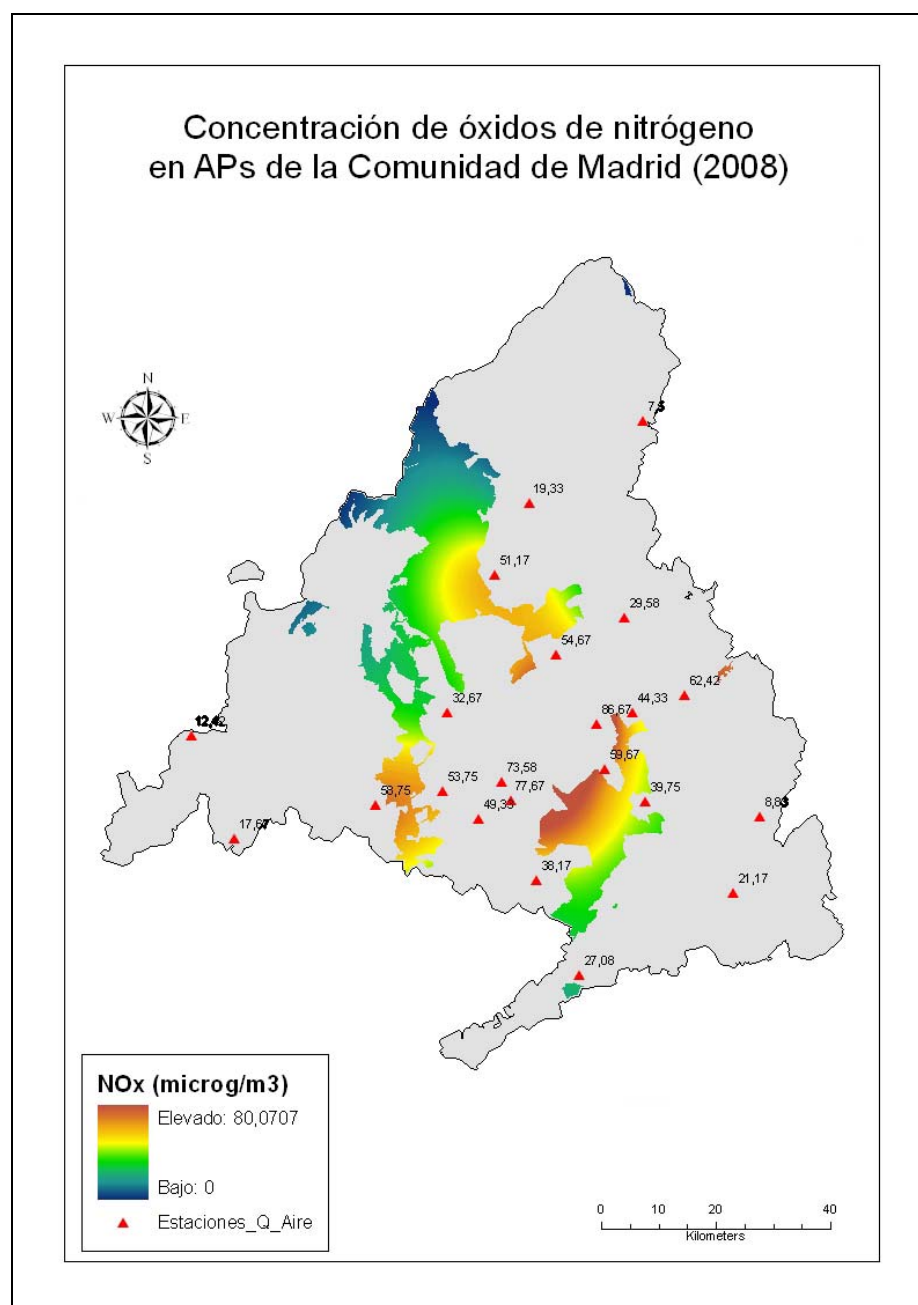 Concentración de óxidos de nitrógeno
en APs de la Comunidad de Madrid (2008)
N
W E
S
7,5
19,33
51,17
29,58
54,67
62,42
32,67
44,33
86,67
12,42
59,67
73,58
53,75
77,67
39,75
58,75
49,33
8,83
17,67
38,17
21,17
27,08
NOx (microg/m3)
Elevado: 80,0707
Bajo: 0
Estaciones_Q_Aire
0 10 20 40
Kilometers